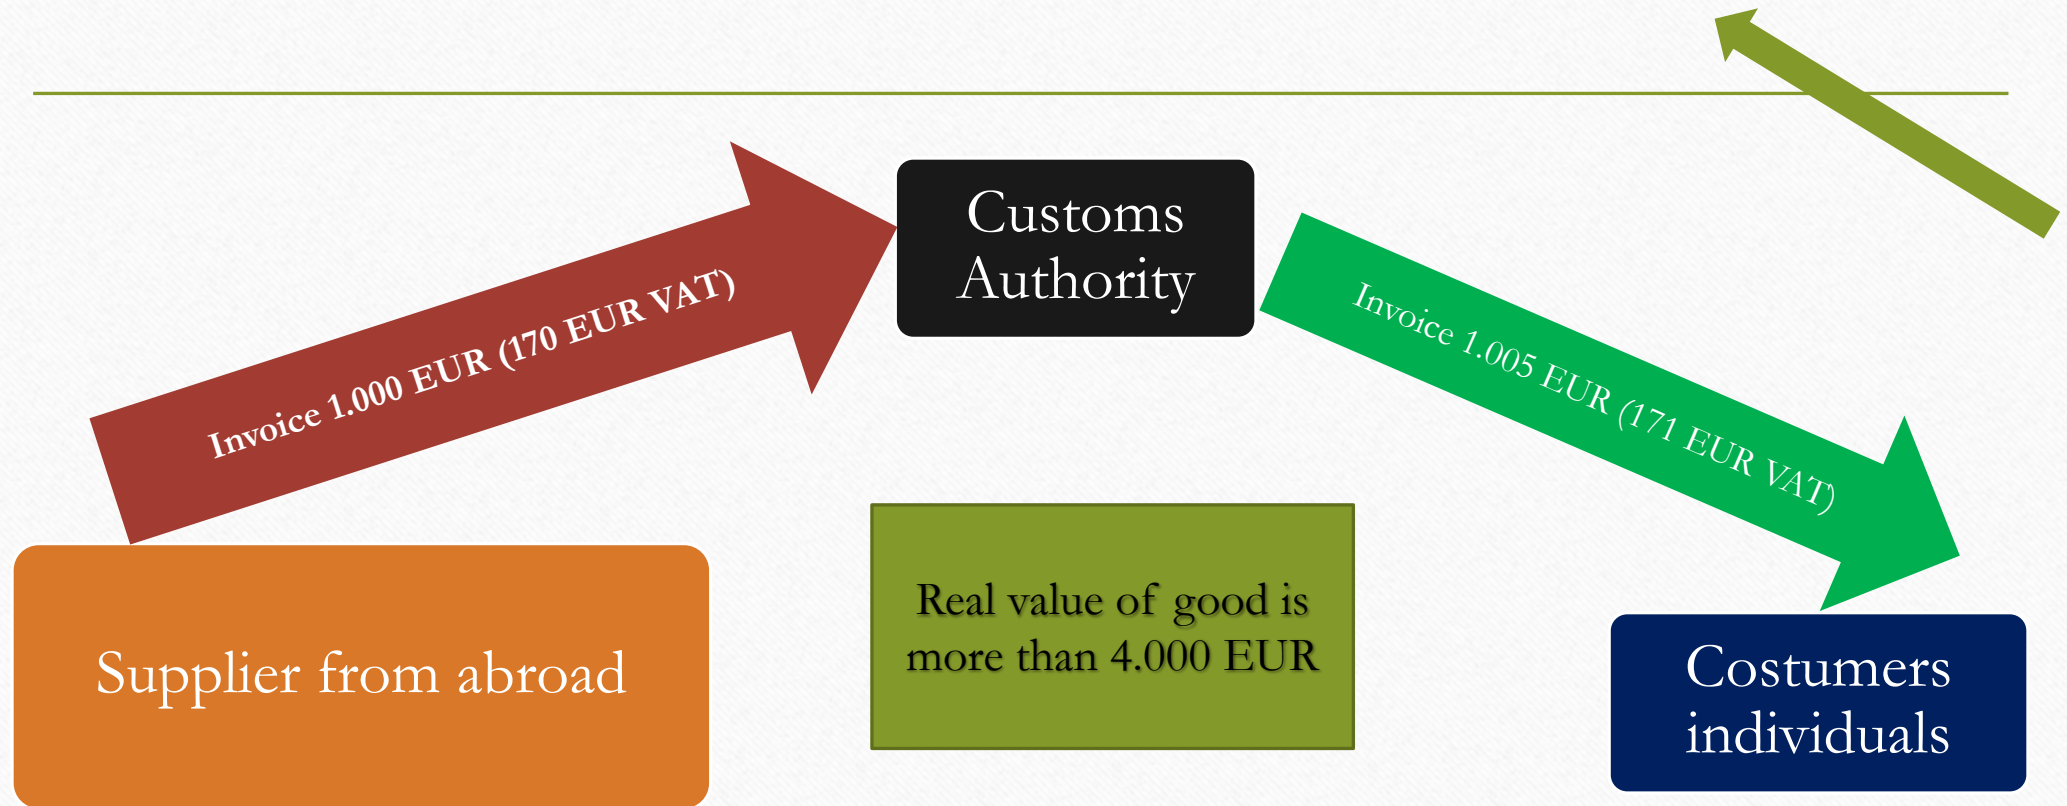 Customs
Authority
Invoice 1.000 EUR (170 EUR VAT)
Invoice 1.005 EUR (171 EUR VAT)
Supplier from abroad
Real value of good is
more than 4.000 EUR
Costumers
individuals